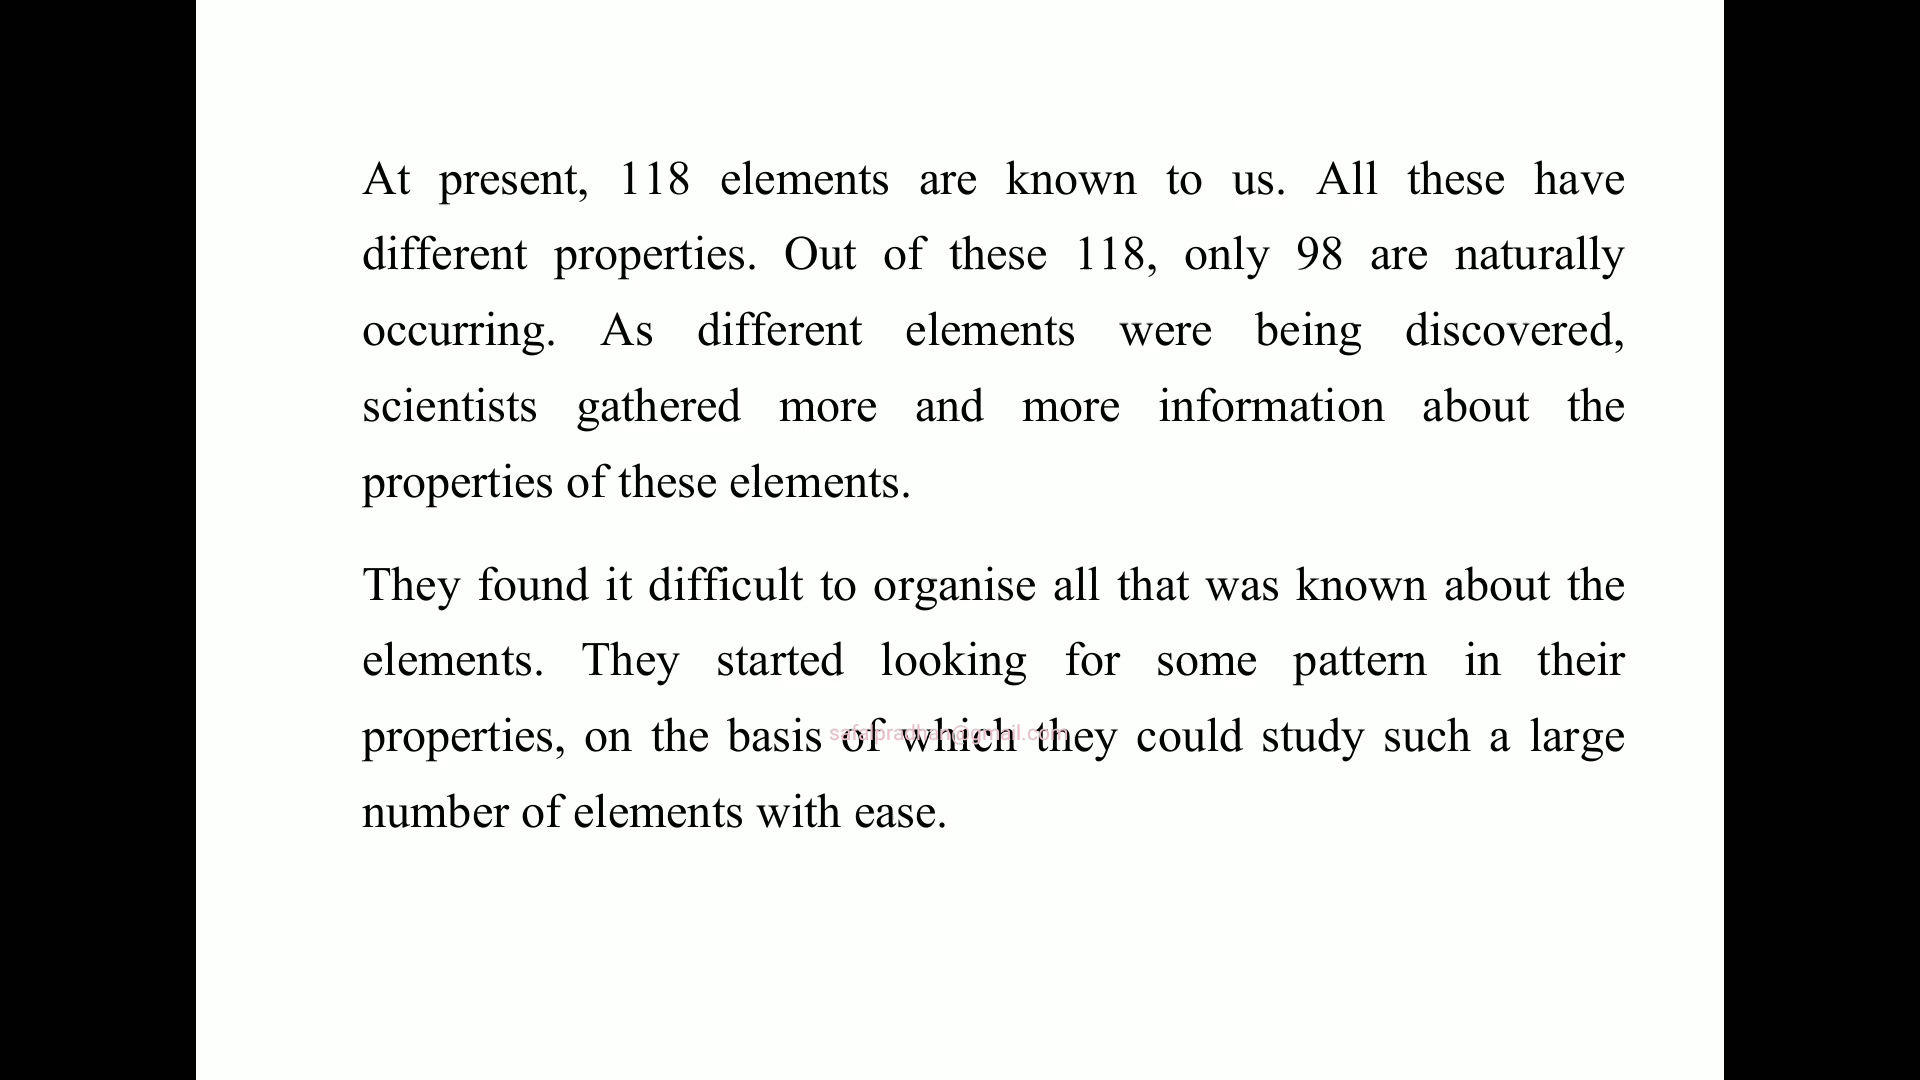 At present, 118 elements are known to us. All these have
different properties. Out of these 118, only 98 are naturally
occurring. As different elements were being discovered,
scientists gathered more and more information about the
properties of these elements.
They found it difficult to organise all that was known about the
elements. They started looking for some pattern in their
properties, on the basis of which they could study such a large
safalpradhan@gmail.com
number of elements with ease.